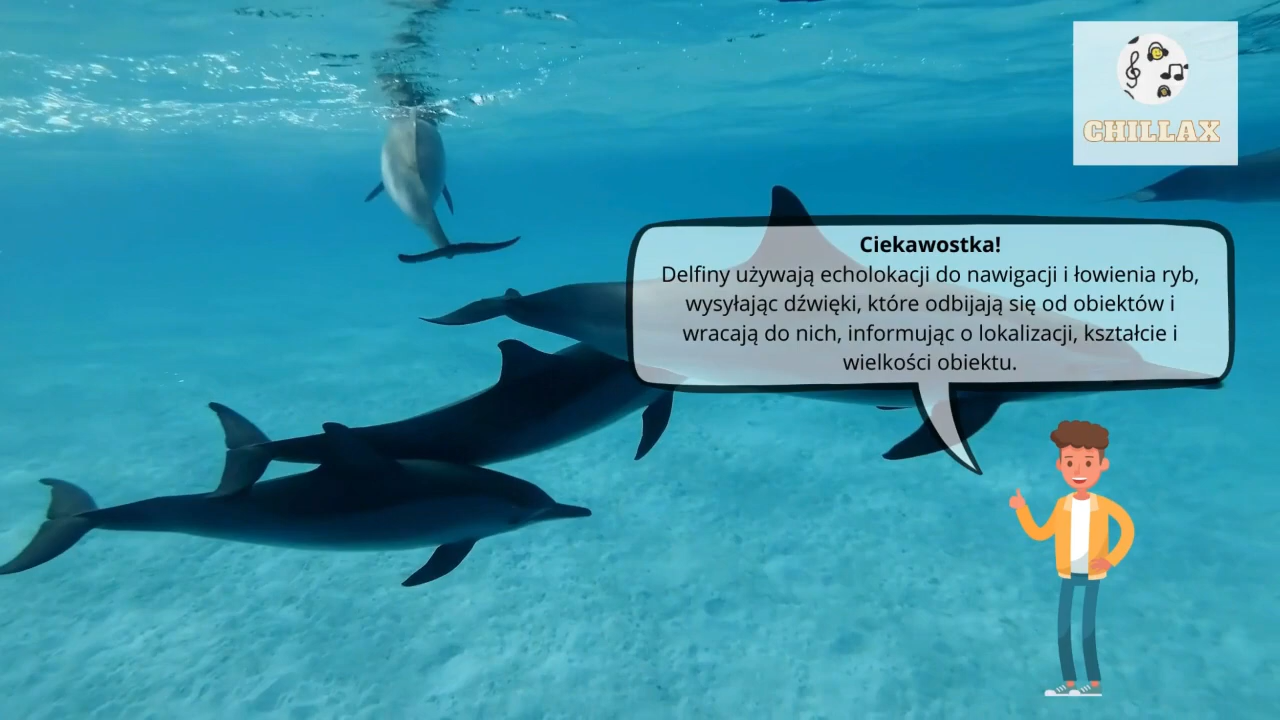 CHILLAX
Ciekawostka!
Delfiny używają echolokacji do nawigacji i łowienia ryb,
wysyłając dźwięki, które odbijają się od obiektów i
wracają do nich, informując o lokalizacji, kształcie i
wielkości obiektu.